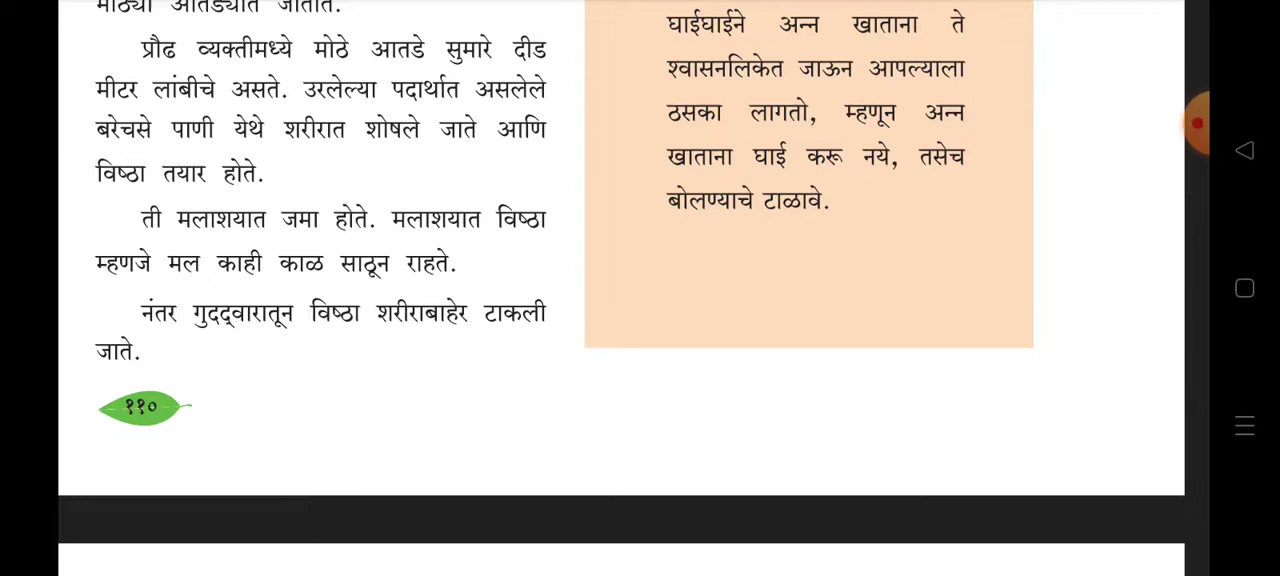 मोठ्या आतड्यात जातात.
प्रौढ व्यक्तीमध्ये मोठे आतडे सुमारे दीड
मीटर लांबीचे असते. उरलेल्या पदार्थात असलेले
बरेचसे पाणी येथे शरीरात शोषले जाते आणि
विष्ठा तयार होते.
ती मलाशयात जमा होते. मलाशयात विष्ठा
म्हणजे मल काही काळ साठून राहते.
नंतर गुदद्‌वारातून विष्ठा शरीराबाहेर टाकली
जाते.
११०
घाईघाईने अन्न खाताना ते
श्वासनलिकेत जाऊन आपल्याला
ठसका लागतो, म्हणून अन्न
खाताना घाई करू नये, तसेच
बोलण्याचे टाळावे.